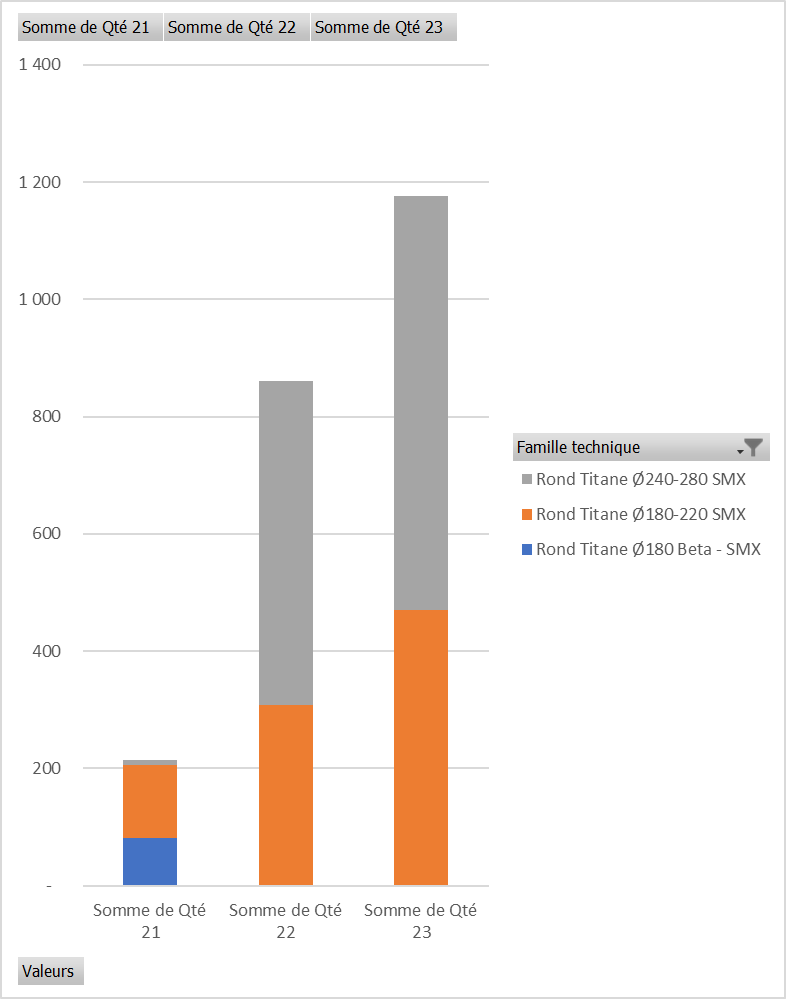 Somme de Qté 21 Somme de Qté 22 Somme de Qté 23
1 400
1 200
1 000
800
600
400
200
-
Somme de Qté
21
Somme de Qté
22
Somme de Qté
23
Famille technique
Rond Titane Ø240-280 SMX
Rond Titane Ø180-220 SMX
Rond Titane Ø180 Beta - SMX
Valeurs